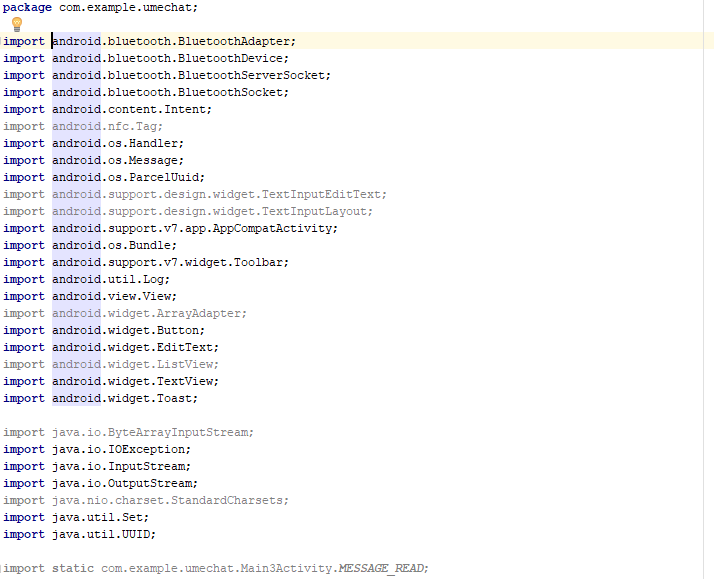 package com.example.umechat;
import android.bluetooth.BluetoothAdapter;
import android.bluetooth.BluetoothDevice;
import android.bluetooth.BluetoothServerSocket;
import android.bluetooth.BluetoothSocket;
import android.content.Intent;
import android.nfc.Tag;
import android.os.Handler;
import android.os.Message;
import android.os.ParcelUuid;
import android.support.design.widget.TextInputEditText;
import android.support.design.widget.TextInputLayout;
import android.support.v7.app.AppCompatActivity;
import android.os.Bundle;
import android.support.v7.widget.Toolbar;
import android.util.Log;
import android.view.View;
import android.widget.ArrayAdapter;
import android.widget.Button;
import android.widget.EditText;
import android.widget.ListView;
import android.widget.TextView;
import android.widget.Toast;
import java.io.ByteArrayInputStream;
import java.io.IOException;
import java.io.InputStream;
import java.io.OutputStream;
import java.nio.charset.StandardCharsets;
import java.util.Set;
import java.util.UUID;
import static com.example.umechat.Main3Activity.MESSAGE_READ;